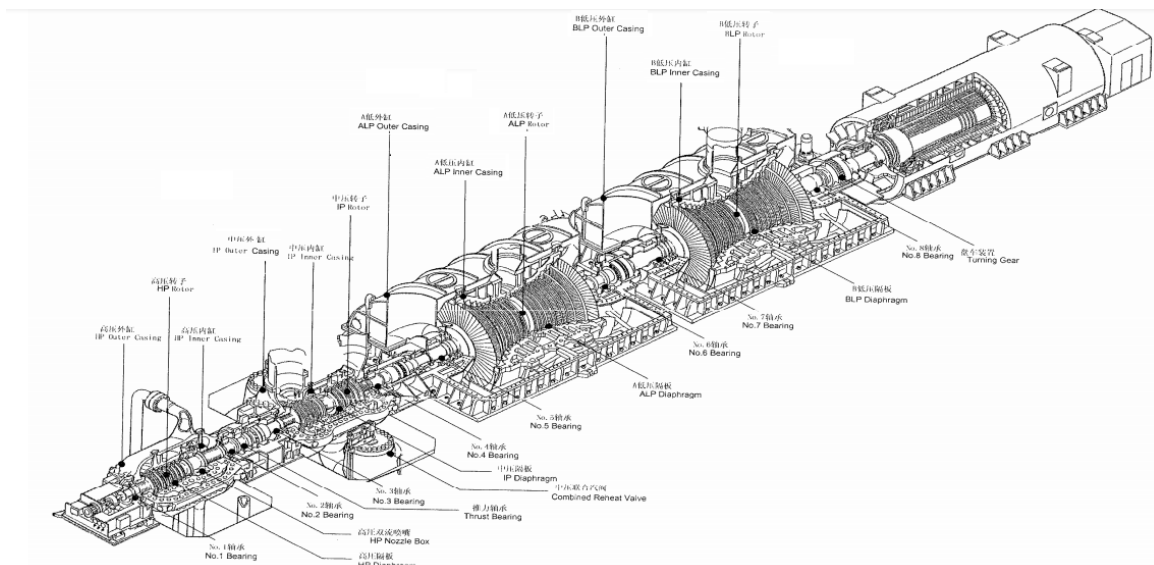 B低压外缸
BLP Outer Casing
B低压转子
BLP Rotor
B低压内缸
BLP Inner Casing
A低外缸
ALP Outer Casing
A低压转子
ALP Rotor
A低压内缸
ALP Inner Casing
中压转子
IP Rotor
中压外缸
IP Outer Casing
中压内缸
IP Inner Casing
高压转子
HP Rotor
高压外缸
HP Outer Casing
高压内缸
HP Inner Casing
No.8轴承
No.8 Bearing
盘车装置
Turning Gear
B低压隔板
BLP Diaphragm
No.7轴承
No.7 Bearing
No.6轴承
No.6 Bearing
A低压隔板
ALP Diaphragm
No.5轴承
No.5 Bearing
No.4轴承
No.4 Bearing
中压隔板
IP Diaphragm
中压联合汽阀
Combined Reheat Valve
No.3轴承
No.3 Bearing
推力轴承
Thrust Bearing
No.2轴承
No.2 Bearing
高压双流喷嘴
HP Nozzle Box
No.1轴承
No.1 Bearing
高压隔板
HP Diaphragm